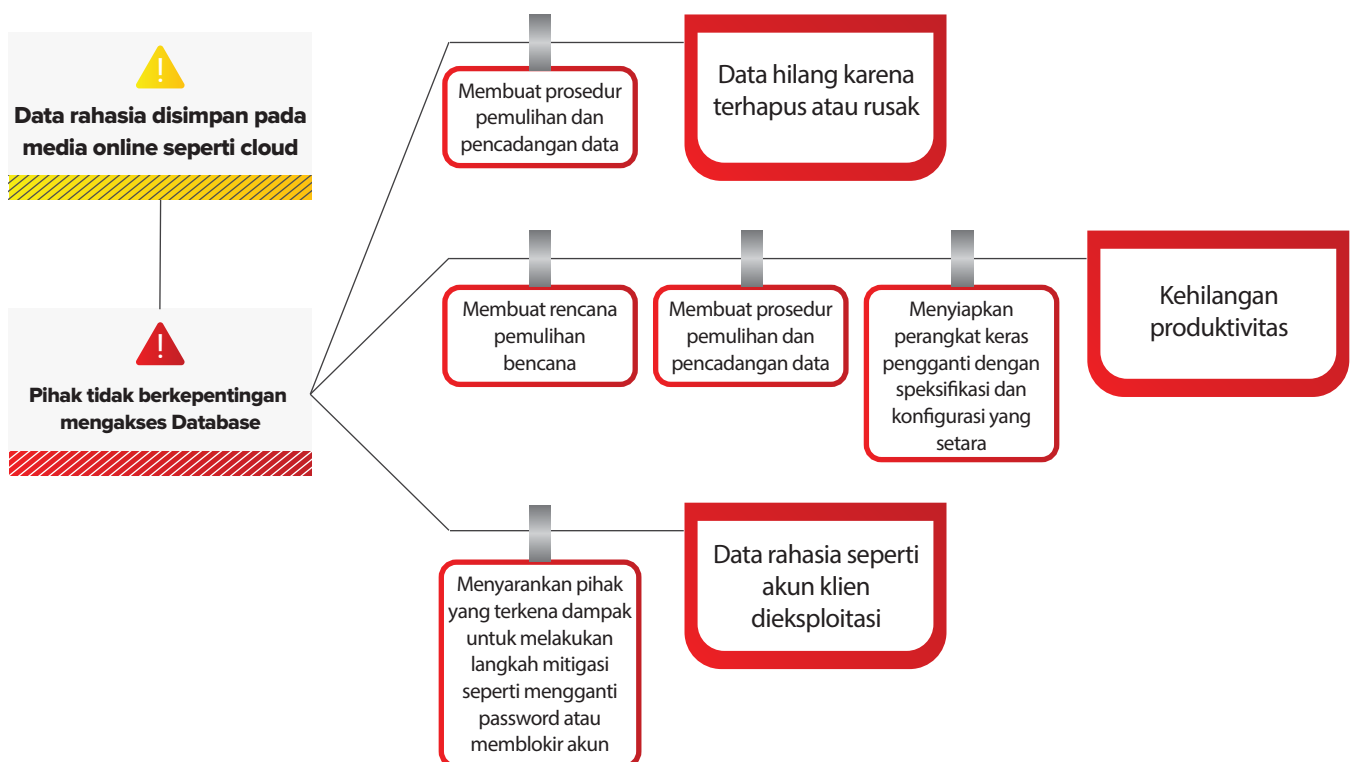 Data rahasia disimpan pada
media online seperti cloud
Pihak tidak berkepentingan
mengakses Database
Membuat prosedur
pemulihan dan
pencadangan data
Data hilang karena
terhapus atau rusak
Membuat rencana
pemulihan
bencana
Membuat prosedur
pemulihan dan
pencadangan data
Menyiapkan
perangkat keras
pengganti dengan
speksifikasi dan
konfigurasi yang
setara
Kehilangan
produktivitas
Menyarankan pihak
yang terkena dampak
untuk melakukan
langkah mitigasi
seperti mengganti
password atau
memblokir akun
Data rahasia seperti
akun klien
dieksploitasi